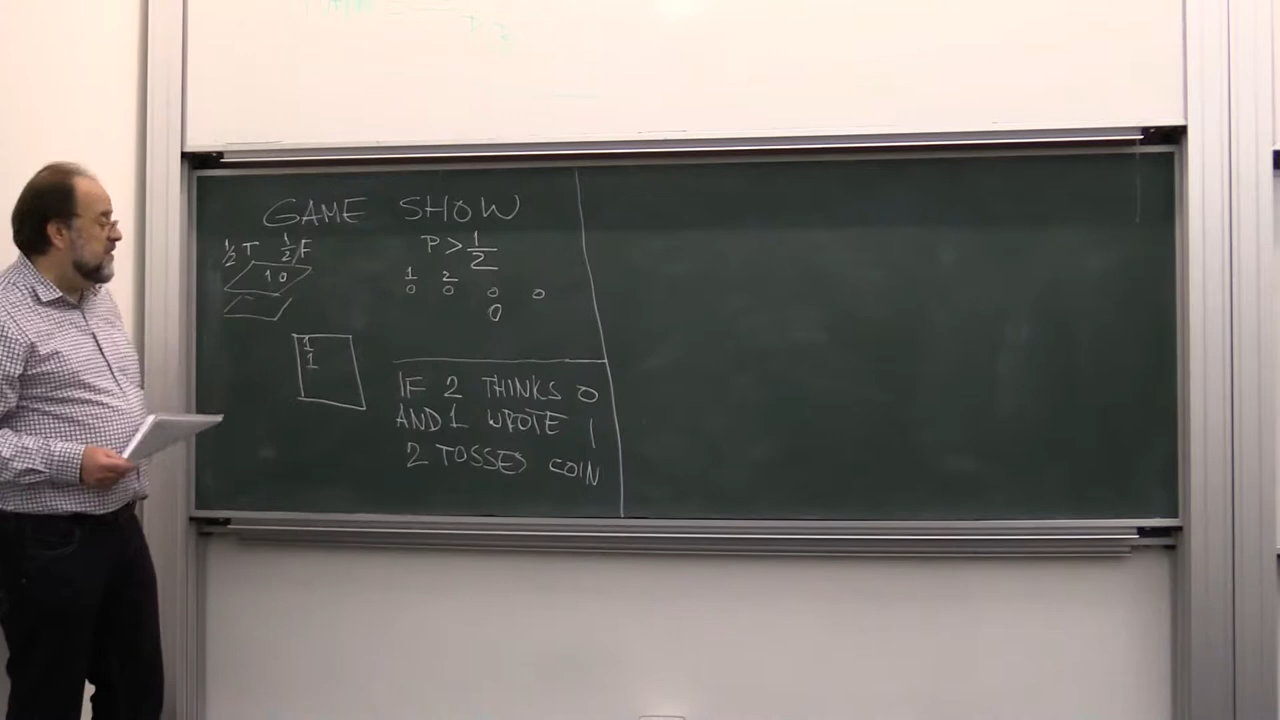 GAME SHOW
1/2 T 1/2 F
1 0
P > 1/2
1 2
0 0 0 0
0
1
1
IF 2 THINKS 0
AND 1 WROTE 1
2 TOSSES COIN